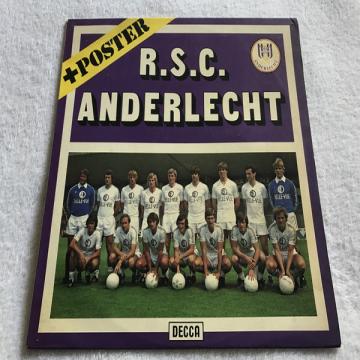 +POSTER
R.S.C.
ANDERLECHT
DECCA